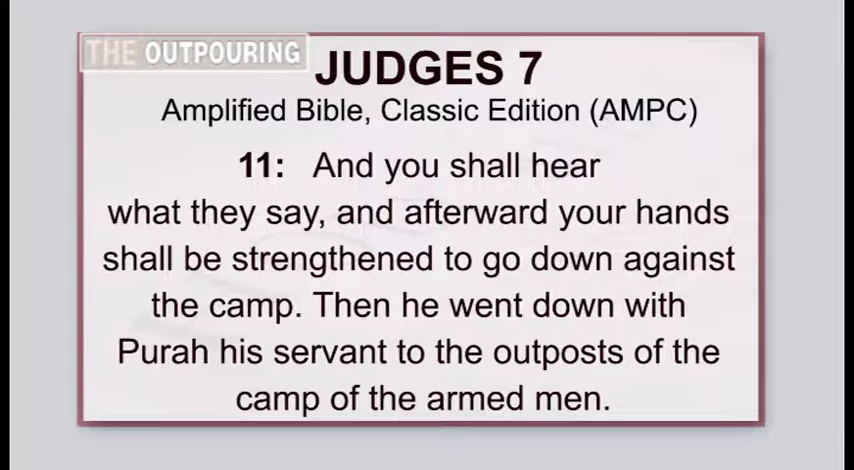 THE OUTPOURING
JUDGES 7
Amplified Bible, Classic Edition (AMPC)
11: And you shall hear
what they say, and afterward your hands
shall be strengthened to go down against
the camp. Then he went down with
Purah his servant to the outposts of the
camp of the armed men.